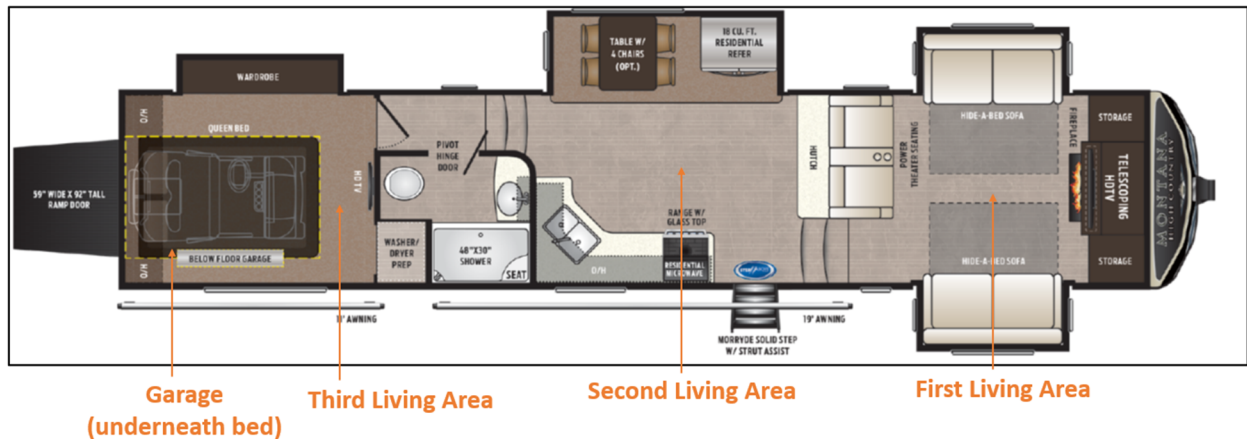 TABLE W/
4 CHAIRS
(OPT.)
18 CU. FT.
RESIDENTIAL
REFER
WARDROBE
H/O
QUEEN BED
59" WIDE X 92" TALL
RAMP DOOR
HDTV
PIVOT
HINGE
DOOR
HUTCH
POWER
THEATER SEATING
HIDE-A-BED SOFA
FIREPLACE
STORAGE
TELESCOPING
HDTV
MONTANA
HIGH COUNTRY
RANGE W/
GLASS TOP
WASHER/
DRYER
PREP
48"X30"
SHOWER
SEAT
O/H
RESIDENTIAL
MICROWAVE
BELOW FLOOR GARAGE
H/O
HIDE-A-BED SOFA
STORAGE
11' AWNING
19' AWNING
MORRYDE SOLID STEP
W/ STRUT ASSIST
Garage
(underneath bed)
Third Living Area
Second Living Area
First Living Area